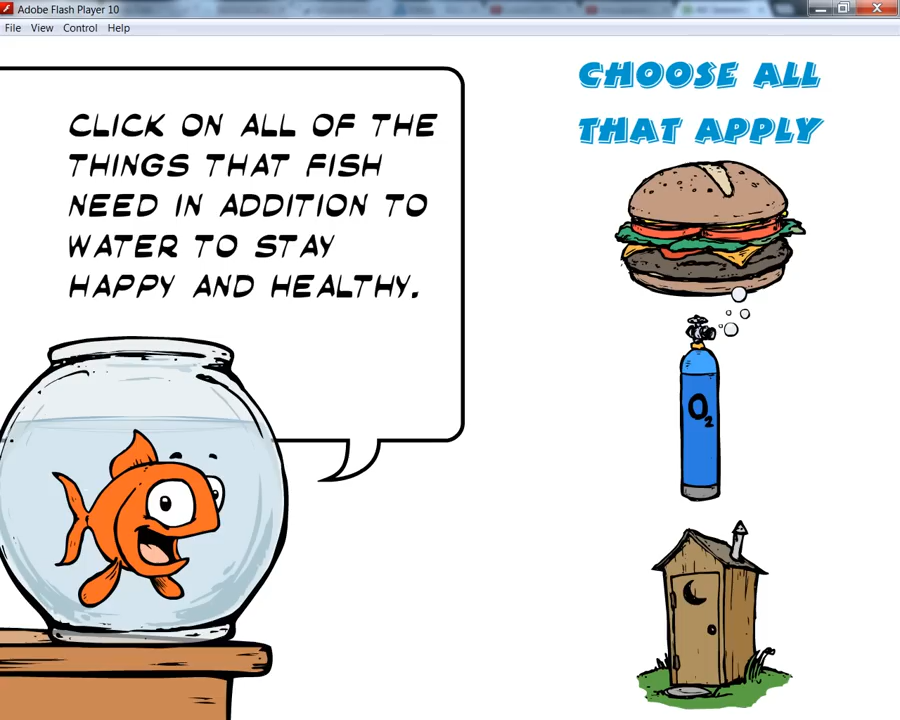 Adobe Flash Player 10
File View Control Help
CHOOSE ALL
THAT APPLY
CLICK ON ALL OF THE
THINGS THAT FISH
NEED IN ADDITION TO
WATER TO STAY
HAPPY AND HEALTHY.
O2